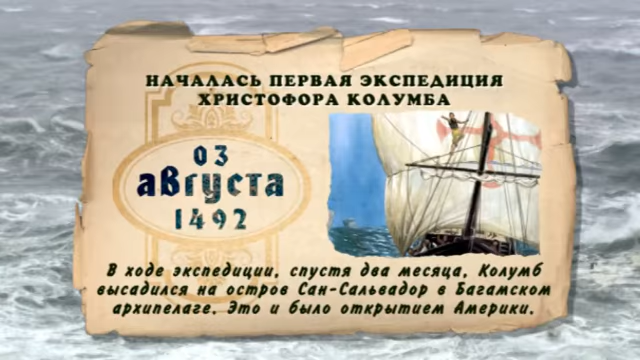 НАЧАЛАСЬ ПЕРВАЯ ЭКСПЕДИЦИЯ
ХРИСТОФОРА КОЛУМБА
03
августа
1492
В ходе экспедиции, спустя два месяца, Колумб
высадился на остров Сан-Сальвадор в Багамском
архипелаге. Это и было открытием Америки.